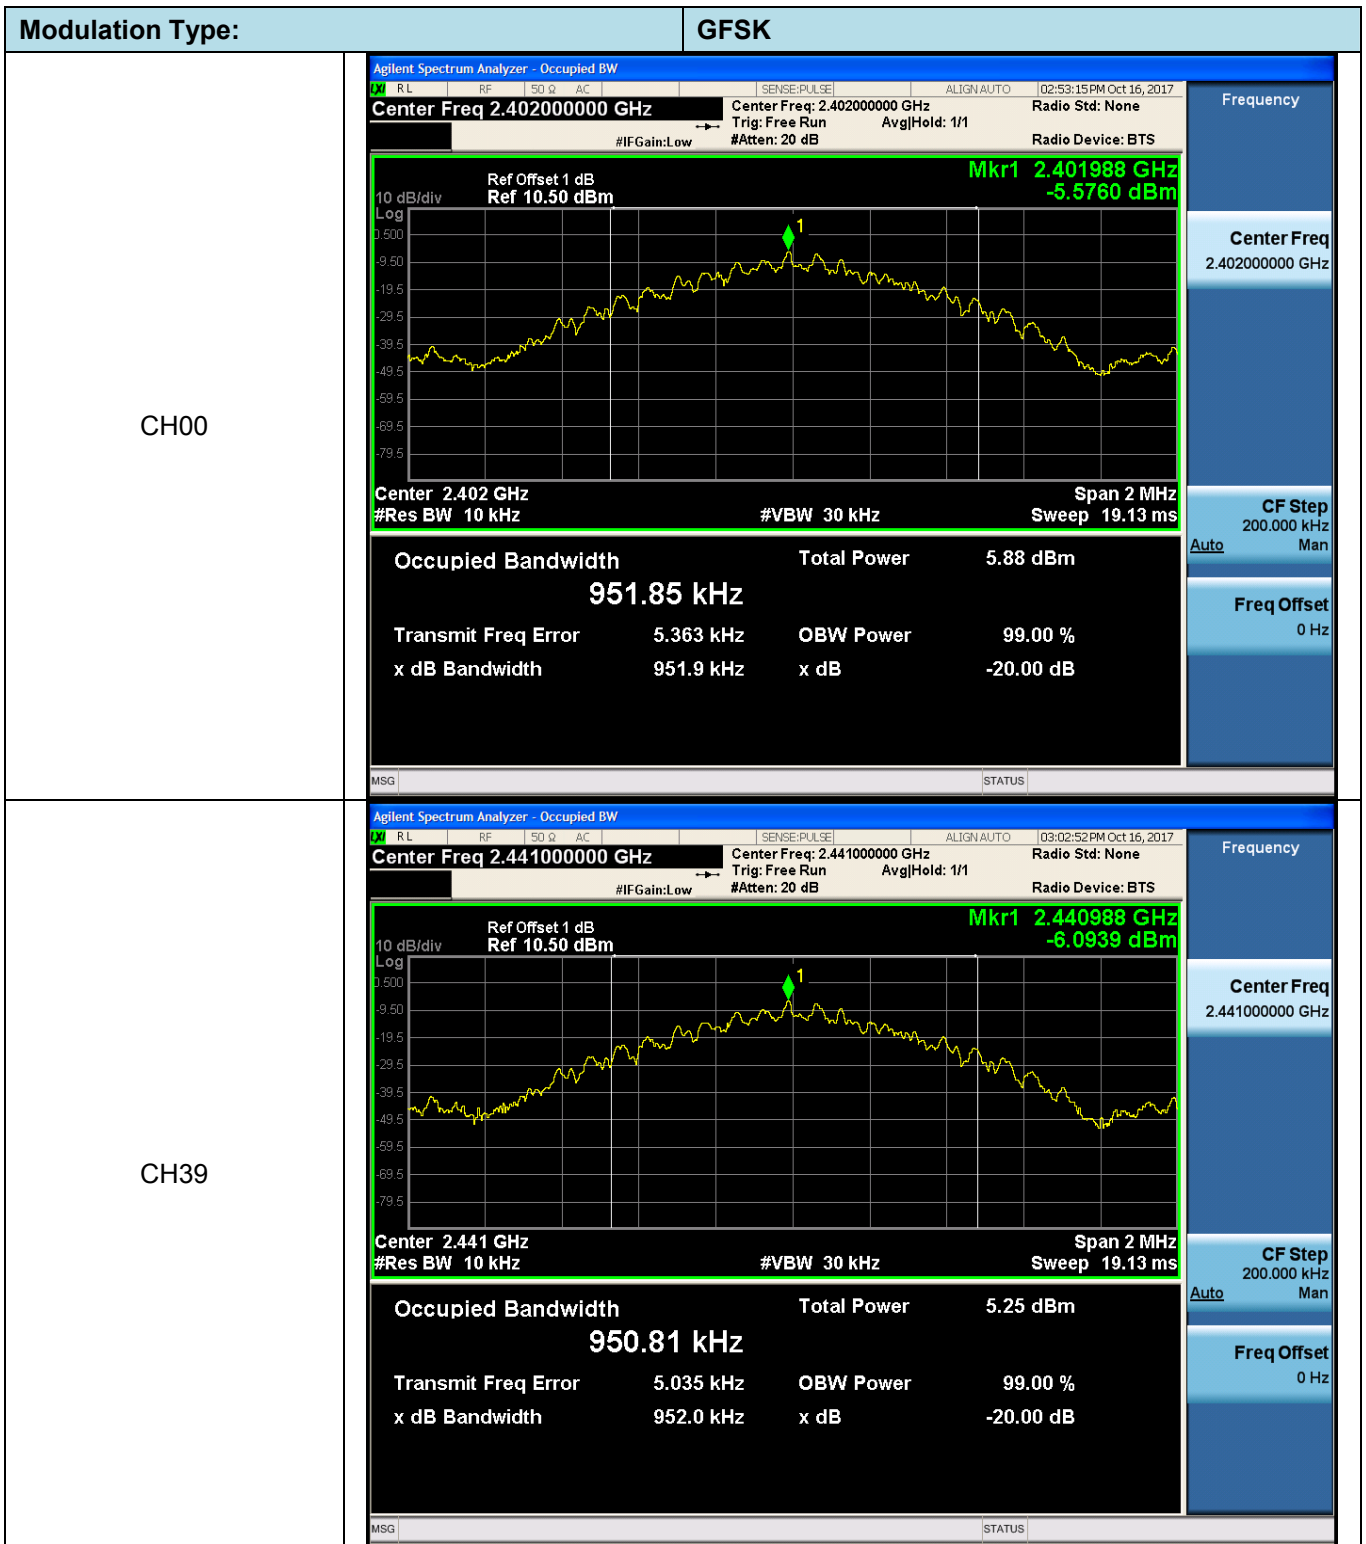 Modulation Type: GFSK
CH00
Agilent Spectrum Analyzer - Occupied BW
LXI RL RF 50 Ω AC SENSE:PULSE ALIGN AUTO 02:53:15 PM Oct 16, 2017
Center Freq 2.402000000 GHz
Center Freq: 2.402000000 GHz Radio Std: None
Trig: Free Run Avg|Hold: 1/1
#IFGain:Low #Atten: 20 dB Radio Device: BTS
Mkr1 2.401988 GHz
-5.5760 dBm
Ref Offset 1 dB
10 dB/div Ref 10.50 dBm
Log
0.500
-9.50
-19.5
-29.5
-39.5
-49.5
-59.5
-69.5
-79.5
1
Center 2.402 GHz Span 2 MHz
#Res BW 10 kHz #VBW 30 kHz Sweep 19.13 ms
Occupied Bandwidth Total Power 5.88 dBm
951.85 kHz
Transmit Freq Error 5.363 kHz OBW Power 99.00 %
x dB Bandwidth 951.9 kHz x dB -20.00 dB
MSG STATUS
Frequency
Center Freq
2.402000000 GHz
CF Step
200.000 kHz
Auto Man
Freq Offset
0 Hz
CH39
Agilent Spectrum Analyzer - Occupied BW
LXI RL RF 50 Ω AC SENSE:PULSE ALIGN AUTO 03:02:52 PM Oct 16, 2017
Center Freq 2.441000000 GHz
Center Freq: 2.441000000 GHz Radio Std: None
Trig: Free Run Avg|Hold: 1/1
#IFGain:Low #Atten: 20 dB Radio Device: BTS
Mkr1 2.440988 GHz
-6.0939 dBm
Ref Offset 1 dB
10 dB/div Ref 10.50 dBm
Log
0.500
-9.50
-19.5
-29.5
-39.5
-49.5
-59.5
-69.5
-79.5
1
Center 2.441 GHz Span 2 MHz
#Res BW 10 kHz #VBW 30 kHz Sweep 19.13 ms
Occupied Bandwidth Total Power 5.25 dBm
950.81 kHz
Transmit Freq Error 5.035 kHz OBW Power 99.00 %
x dB Bandwidth 952.0 kHz x dB -20.00 dB
MSG STATUS
Frequency
Center Freq
2.441000000 GHz
CF Step
200.000 kHz
Auto Man
Freq Offset
0 Hz